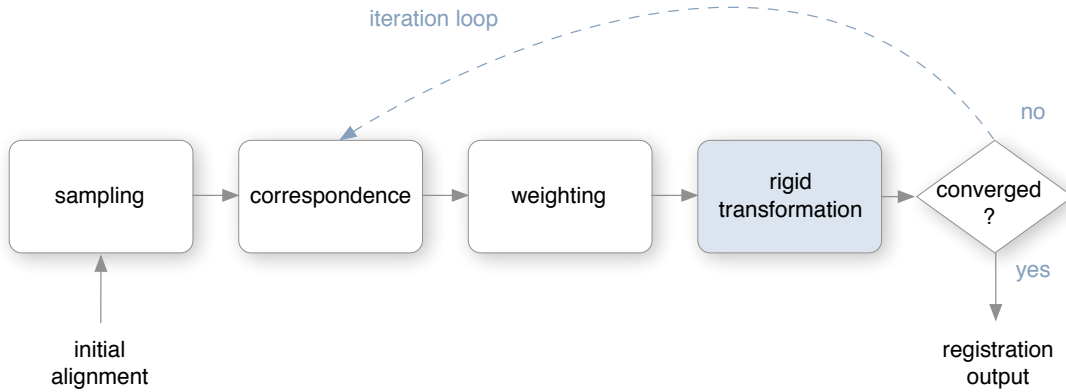 iteration loop
no
sampling
correspondence
weighting
rigid
transformation
converged
?
yes
initial
alignment
registration
output